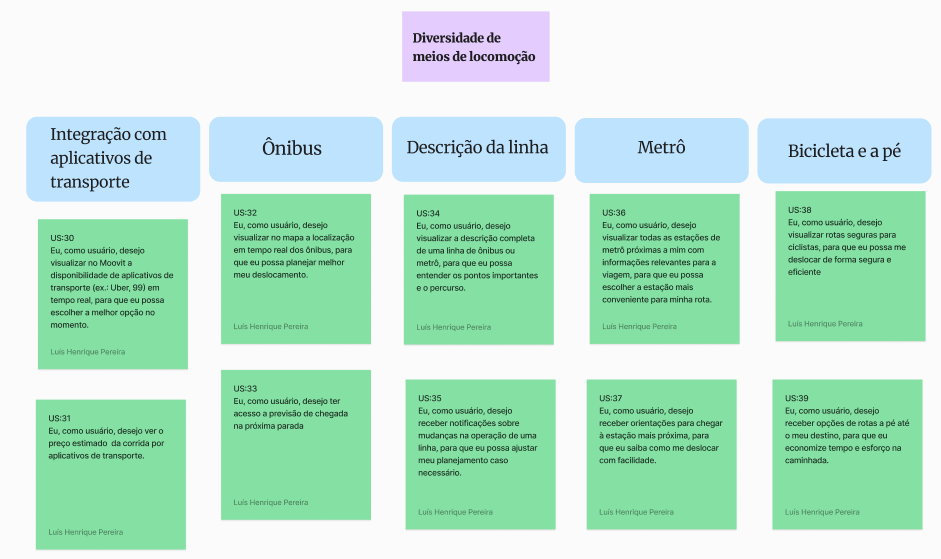 Diversidade de
meios de locomoção
Integração com
aplicativos de
transporte
Ônibus
Descrição da linha
Metrô
Bicicleta e a pé
US:30
Eu, como usuário, desejo
visualizar no Moovit a
disponibilidade de aplicativos de
transporte (ex.: Uber, 99) em
tempo real, para que eu possa
escolher a melhor opção no
momento.
Luís Henrique Pereira
US:32
Eu, como usuário, desejo
visualizar no mapa a localização
em tempo real dos ônibus, para
que eu possa planejar melhor
meu deslocamento.
Luís Henrique Pereira
US:34
Eu, como usuário, desejo
visualizar a descrição completa
de uma linha de ônibus ou
metrô, para que eu possa
entender os pontos importantes
e o percurso.
Luís Henrique Pereira
US:36
Eu, como usuário, desejo
visualizar todas as estações de
metrô próximas a mim com
informações relevantes para a
viagem, para que eu possa
escolher a estação mais
conveniente para minha rota.
Luís Henrique Pereira
US:38
Eu, como usuário, desejo
visualizar rotas seguras para
ciclistas, para que eu possa me
deslocar de forma segura e
eficiente
Luís Henrique Pereira
US:31
Eu, como usuário, desejo ver o
preço estimado  da corrida por
aplicativos de transporte.
Luís Henrique Pereira
US:33
Eu, como usuário, desejo ter
acesso a previsão de chegada
na próxima parada
Luís Henrique Pereira
US:35
Eu, como usuário, desejo
receber notificações sobre
mudanças na operação de uma
linha, para que eu possa ajustar
meu planejamento caso
necessário.
Luís Henrique Pereira
US:37
Eu, como usuário, desejo
receber orientações para chegar
à estação mais próxima, para
que eu saiba como me deslocar
com facilidade.
Luís Henrique Pereira
US:39
Eu, como usuário, desejo
receber opções de rotas a pé até
o meu destino, para que eu
economize tempo e esforço na
caminhada.
Luís Henrique Pereira